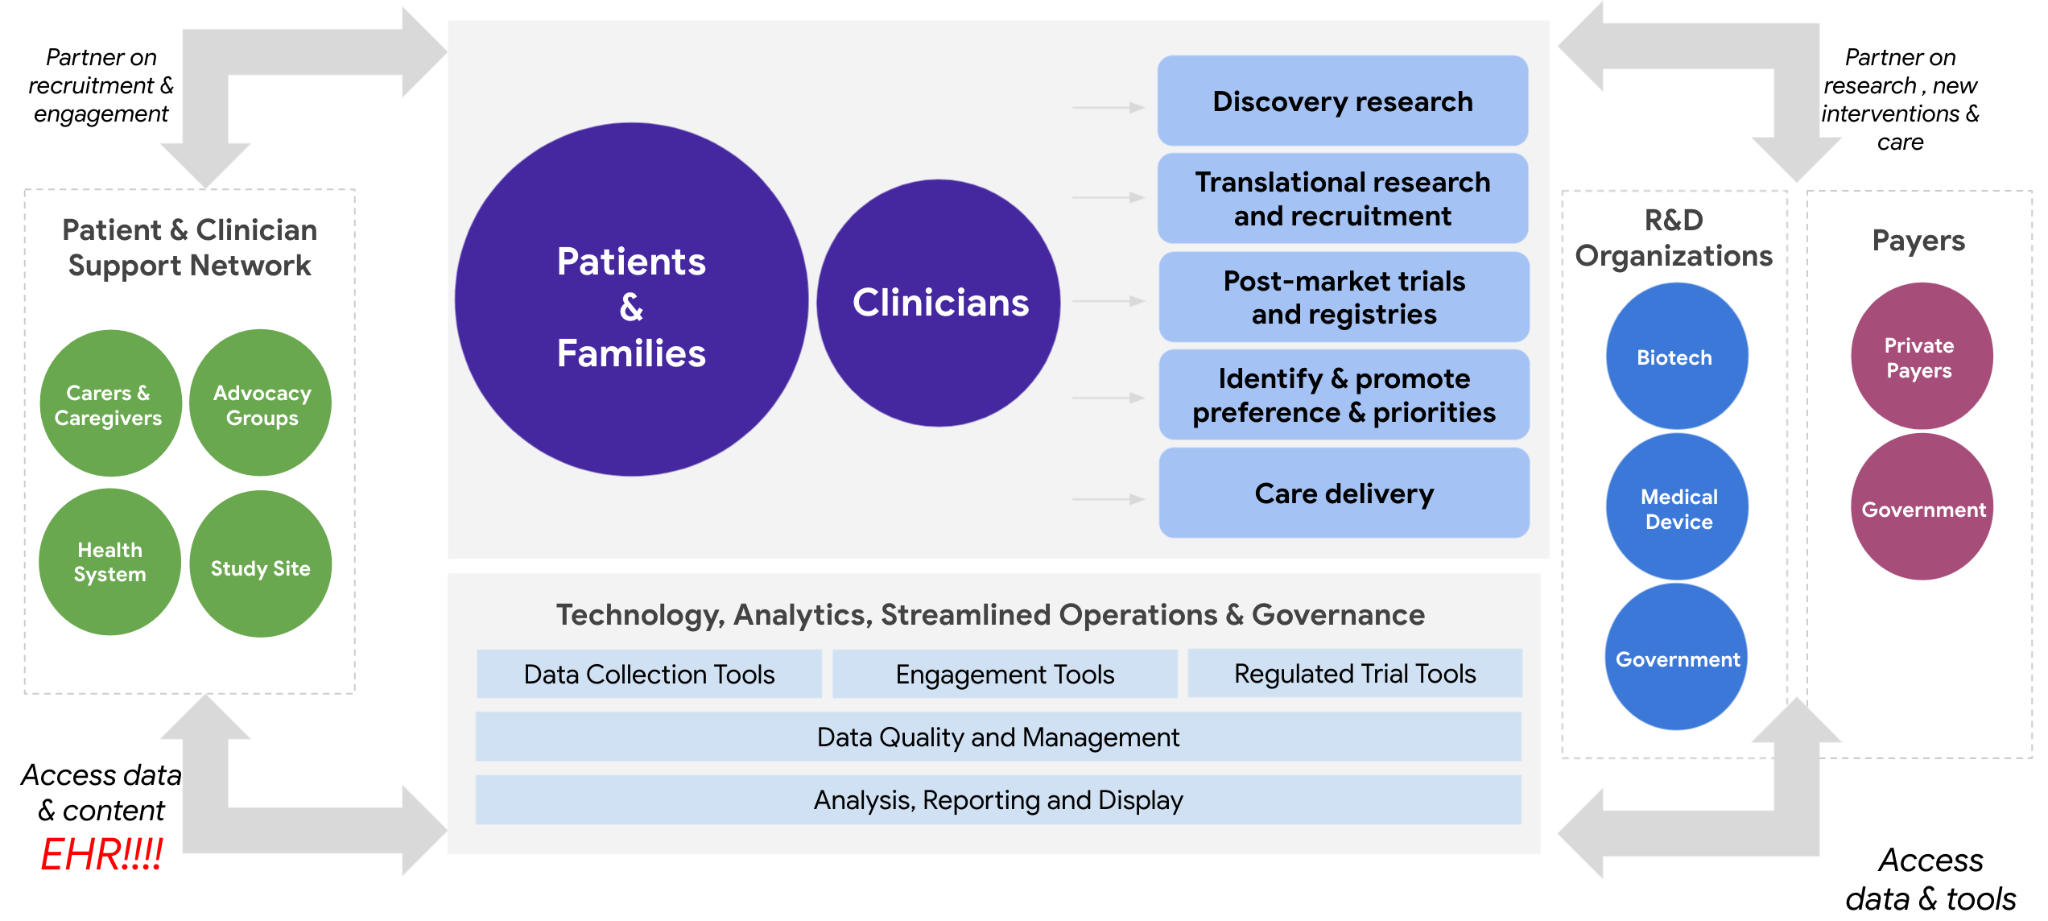 Partner on
recruitment &
engagement
Patient & Clinician
Support Network
Carers &
Caregivers
Advocacy
Groups
Health
System
Study Site
Access data
& content
EHR!!!!
Patients
&
Families
Clinicians
Discovery research
Translational research
and recruitment
Post-market trials
and registries
Identify & promote
preference & priorities
Care delivery
Technology, Analytics, Streamlined Operations & Governance
Data Collection Tools
Engagement Tools
Regulated Trial Tools
Data Quality and Management
Analysis, Reporting and Display
Partner on
research , new
interventions &
care
R&D
Organizations
Biotech
Medical
Device
Government
Payers
Private
Payers
Government
Access
data & tools